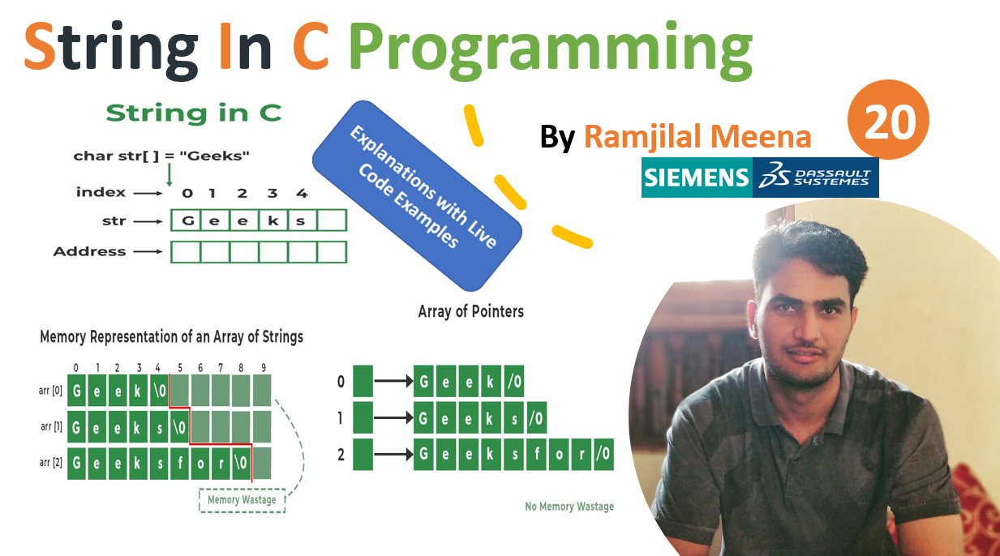 String In C Programming
String in C
char str[ ] = "Geeks"
index 0 1 2 3 4
str G e e k s
Address
Explanations with Live
Code Examples
By Ramjilal Meena
20
SIEMENS DASSAULT
SYSTEMES
Memory Representation of an Array of Strings
0 1 2 3 4 5 6 7 8 9
arr [0] G e e k \0
arr [1] G e e k s \0
arr [2] G e e k s f o r \0
Memory Wastage
Array of Pointers
0 G e e k /0
1 G e e k s /0
2 G e e k s f o r /0
No Memory Wastage